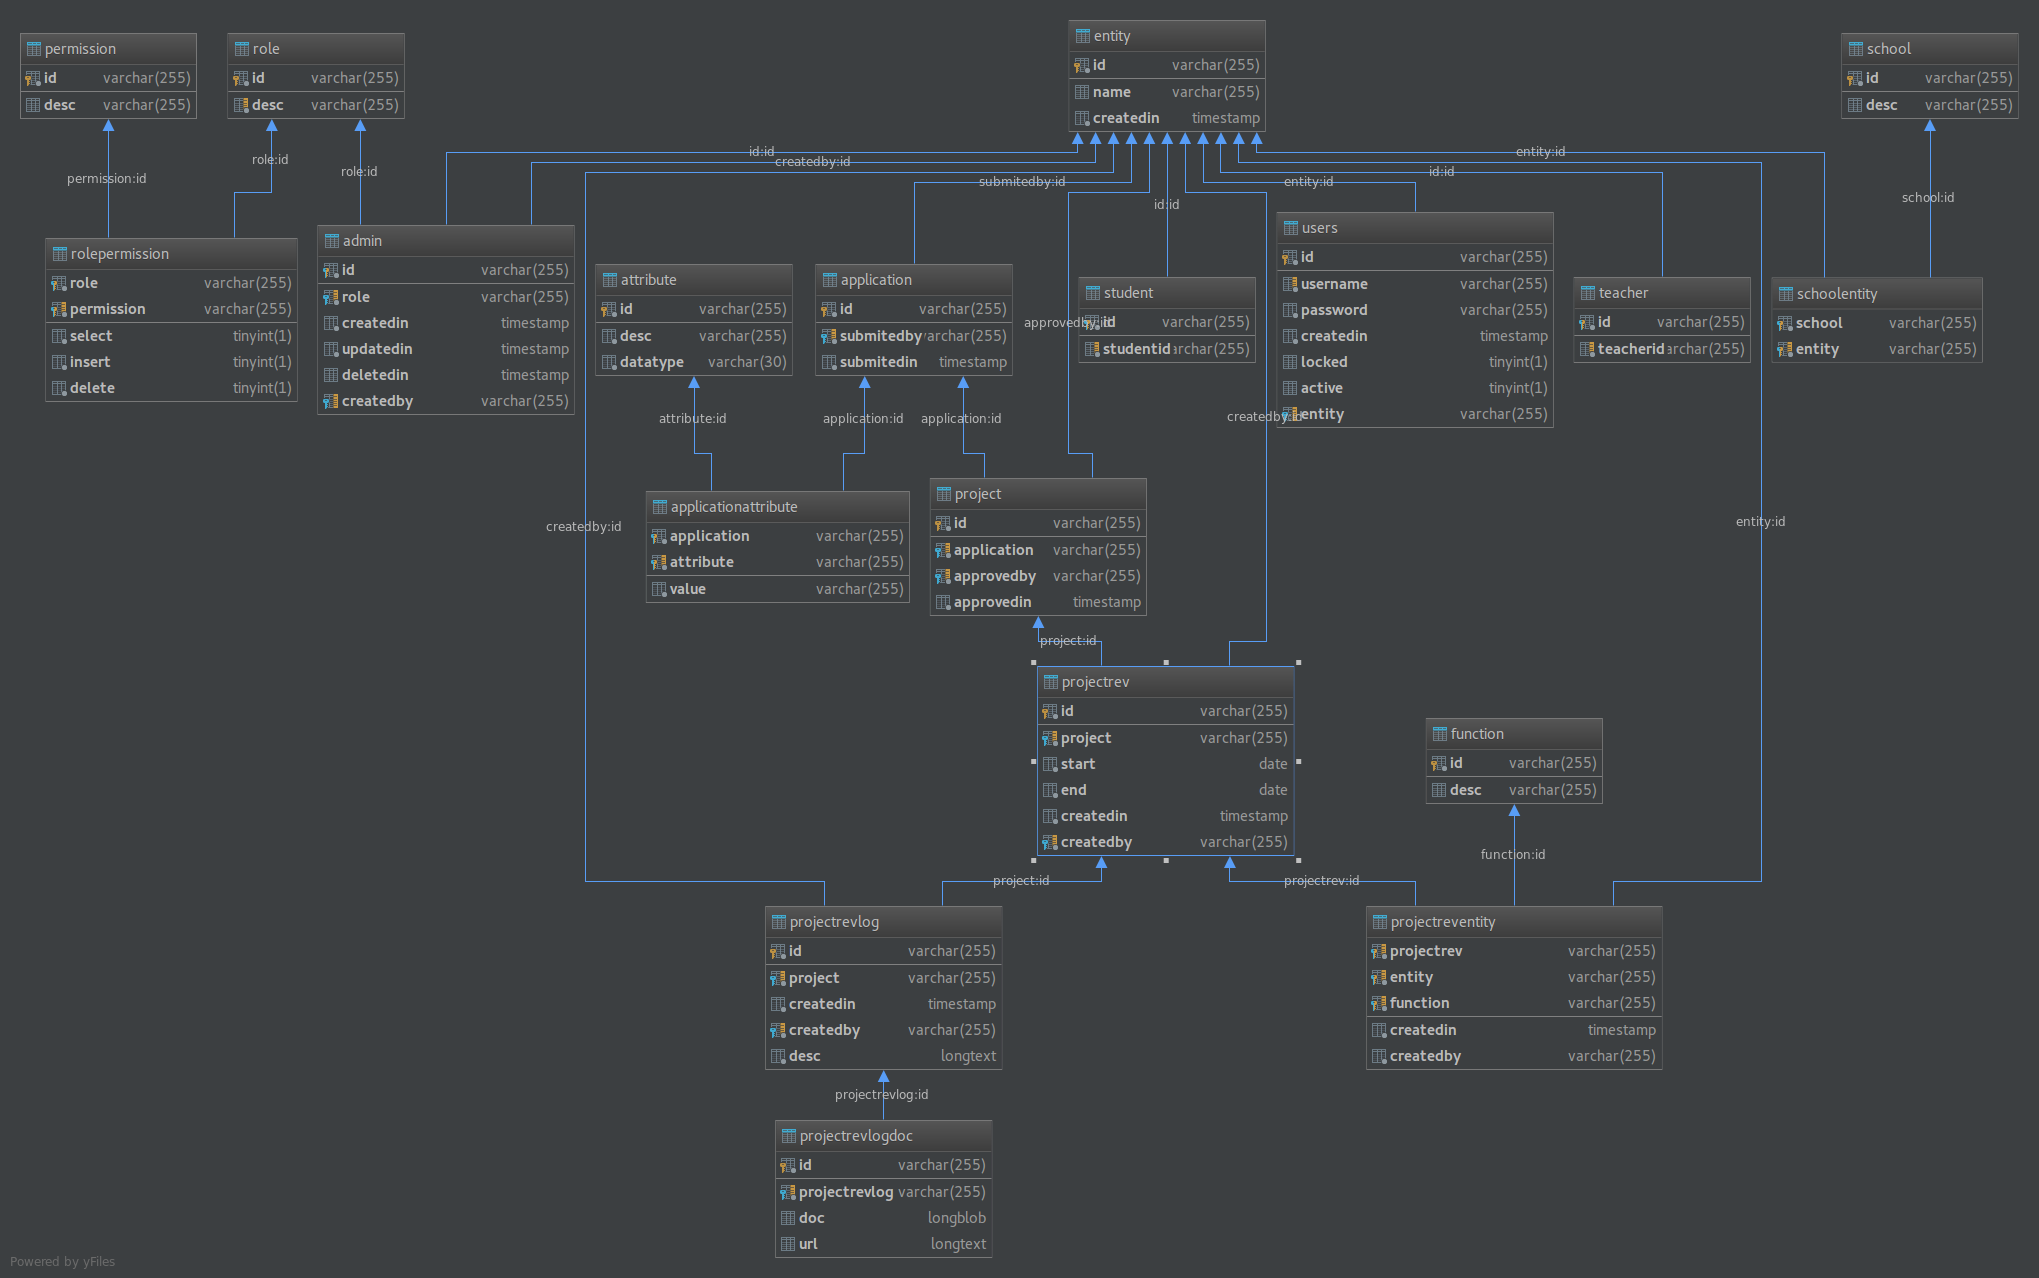 permission
id varchar(255)
desc varchar(255)
role
id varchar(255)
desc varchar(255)
entity
id varchar(255)
name varchar(255)
createdin timestamp
school
id varchar(255)
desc varchar(255)
permission:id
role:id
role:id
id:id
createdby:id
submitedby:id
id:id
entity:id
id:id
entity:id
school:id
rolepermission
role varchar(255)
permission varchar(255)
select tinyint(1)
insert tinyint(1)
delete tinyint(1)
admin
id varchar(255)
role varchar(255)
createdin timestamp
updatedin timestamp
deletedin timestamp
createdby varchar(255)
attribute
id varchar(255)
desc varchar(255)
datatype varchar(30)
application
id varchar(255)
submitedby varchar(255)
submitedin timestamp
student
id varchar(255)
studentid varchar(255)
approvedby:id
users
id varchar(255)
username varchar(255)
password varchar(255)
createdin timestamp
locked tinyint(1)
active tinyint(1)
entity varchar(255)
createdby:id
teacher
id varchar(255)
teacherid varchar(255)
schoolentity
school varchar(255)
entity varchar(255)
attribute:id
application:id
application:id
createdby:id
entity:id
applicationattribute
application varchar(255)
attribute varchar(255)
value varchar(255)
project
id varchar(255)
application varchar(255)
approvedby varchar(255)
approvedin timestamp
project:id
projectrev
id varchar(255)
project varchar(255)
start date
end date
createdin timestamp
createdby varchar(255)
function
id varchar(255)
desc varchar(255)
function:id
project:id
projectrev:id
projectrevlog
id varchar(255)
project varchar(255)
createdin timestamp
createdby varchar(255)
desc longtext
projectreventity
projectrev varchar(255)
entity varchar(255)
function varchar(255)
createdin timestamp
createdby varchar(255)
projectrevlog:id
projectrevlogdoc
id varchar(255)
projectrevlog varchar(255)
doc longblob
url longtext
Powered by yFiles